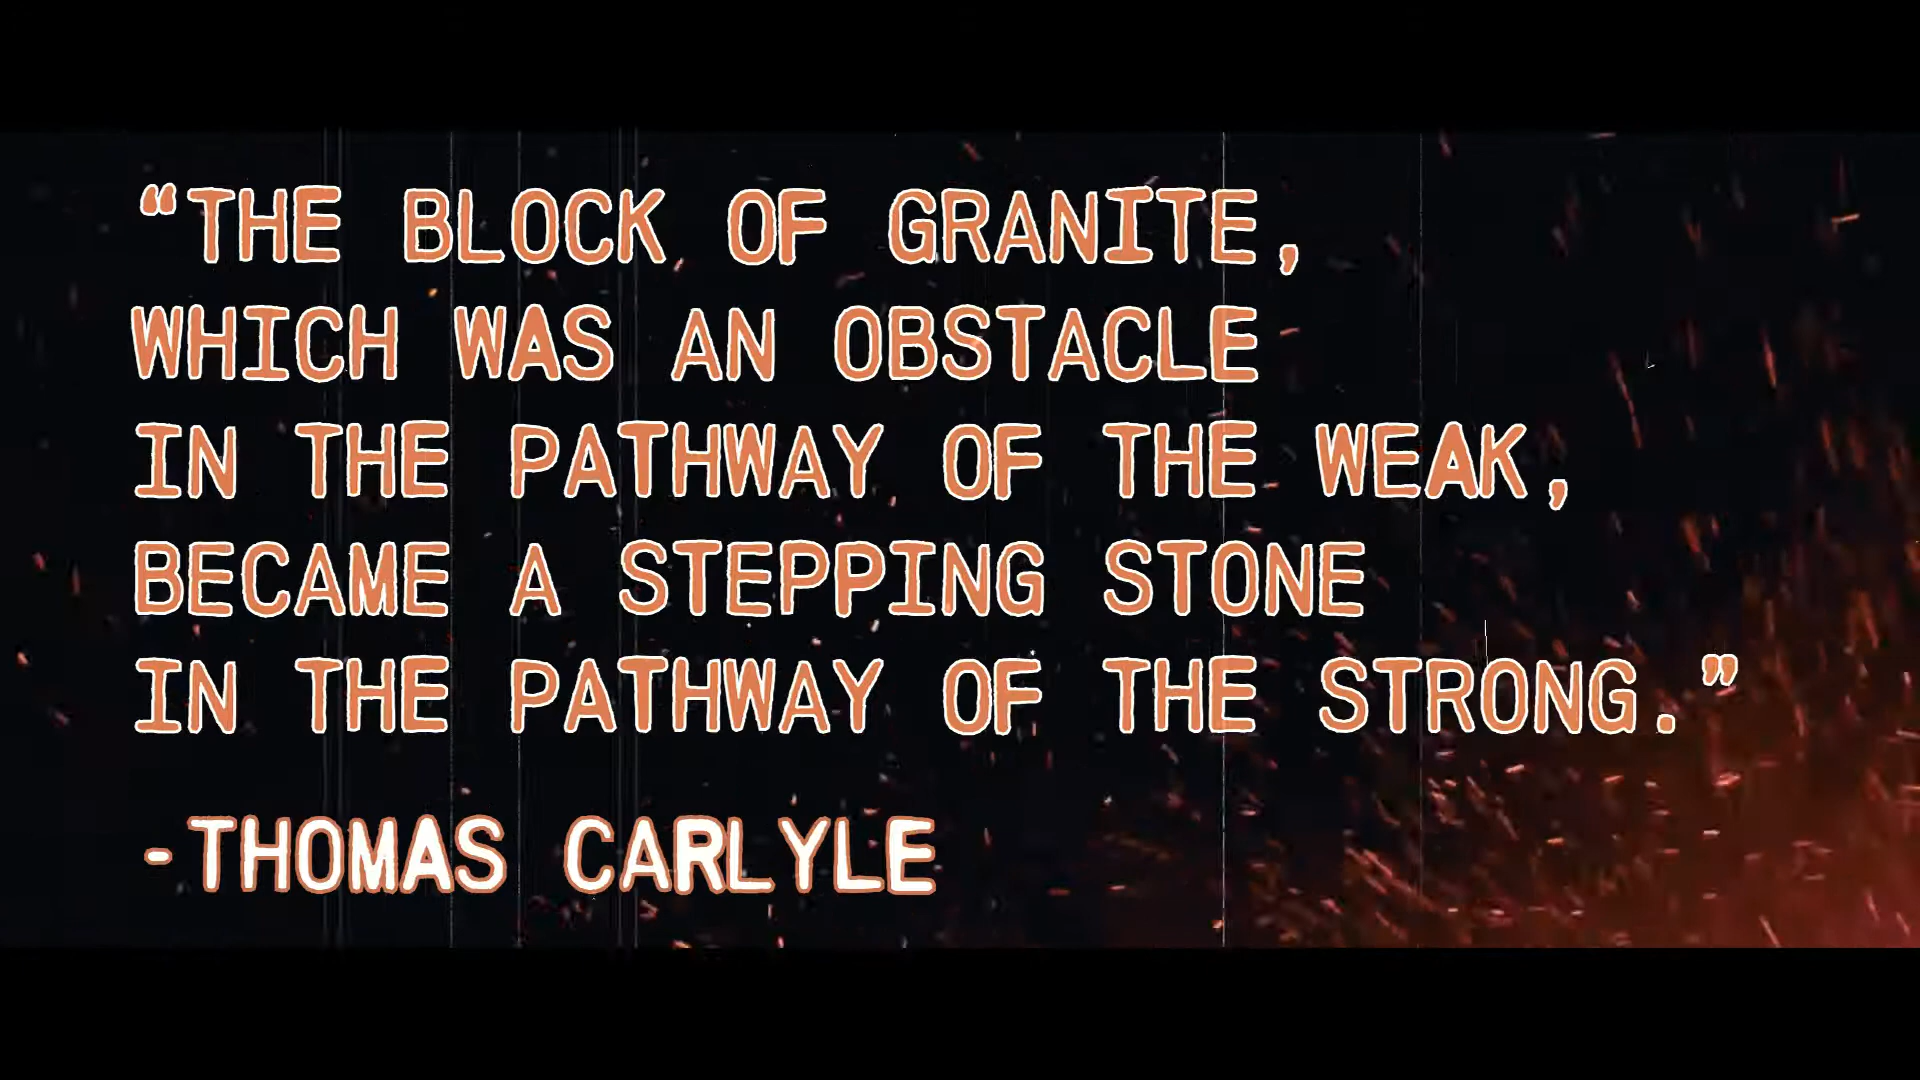 “THE BLOCK OF GRANITE,
WHICH WAS AN OBSTACLE
IN THE PATHWAY OF THE WEAK,
BECAME A STEPPING STONE
IN THE PATHWAY OF THE STRONG.”
-THOMAS CARLYLE